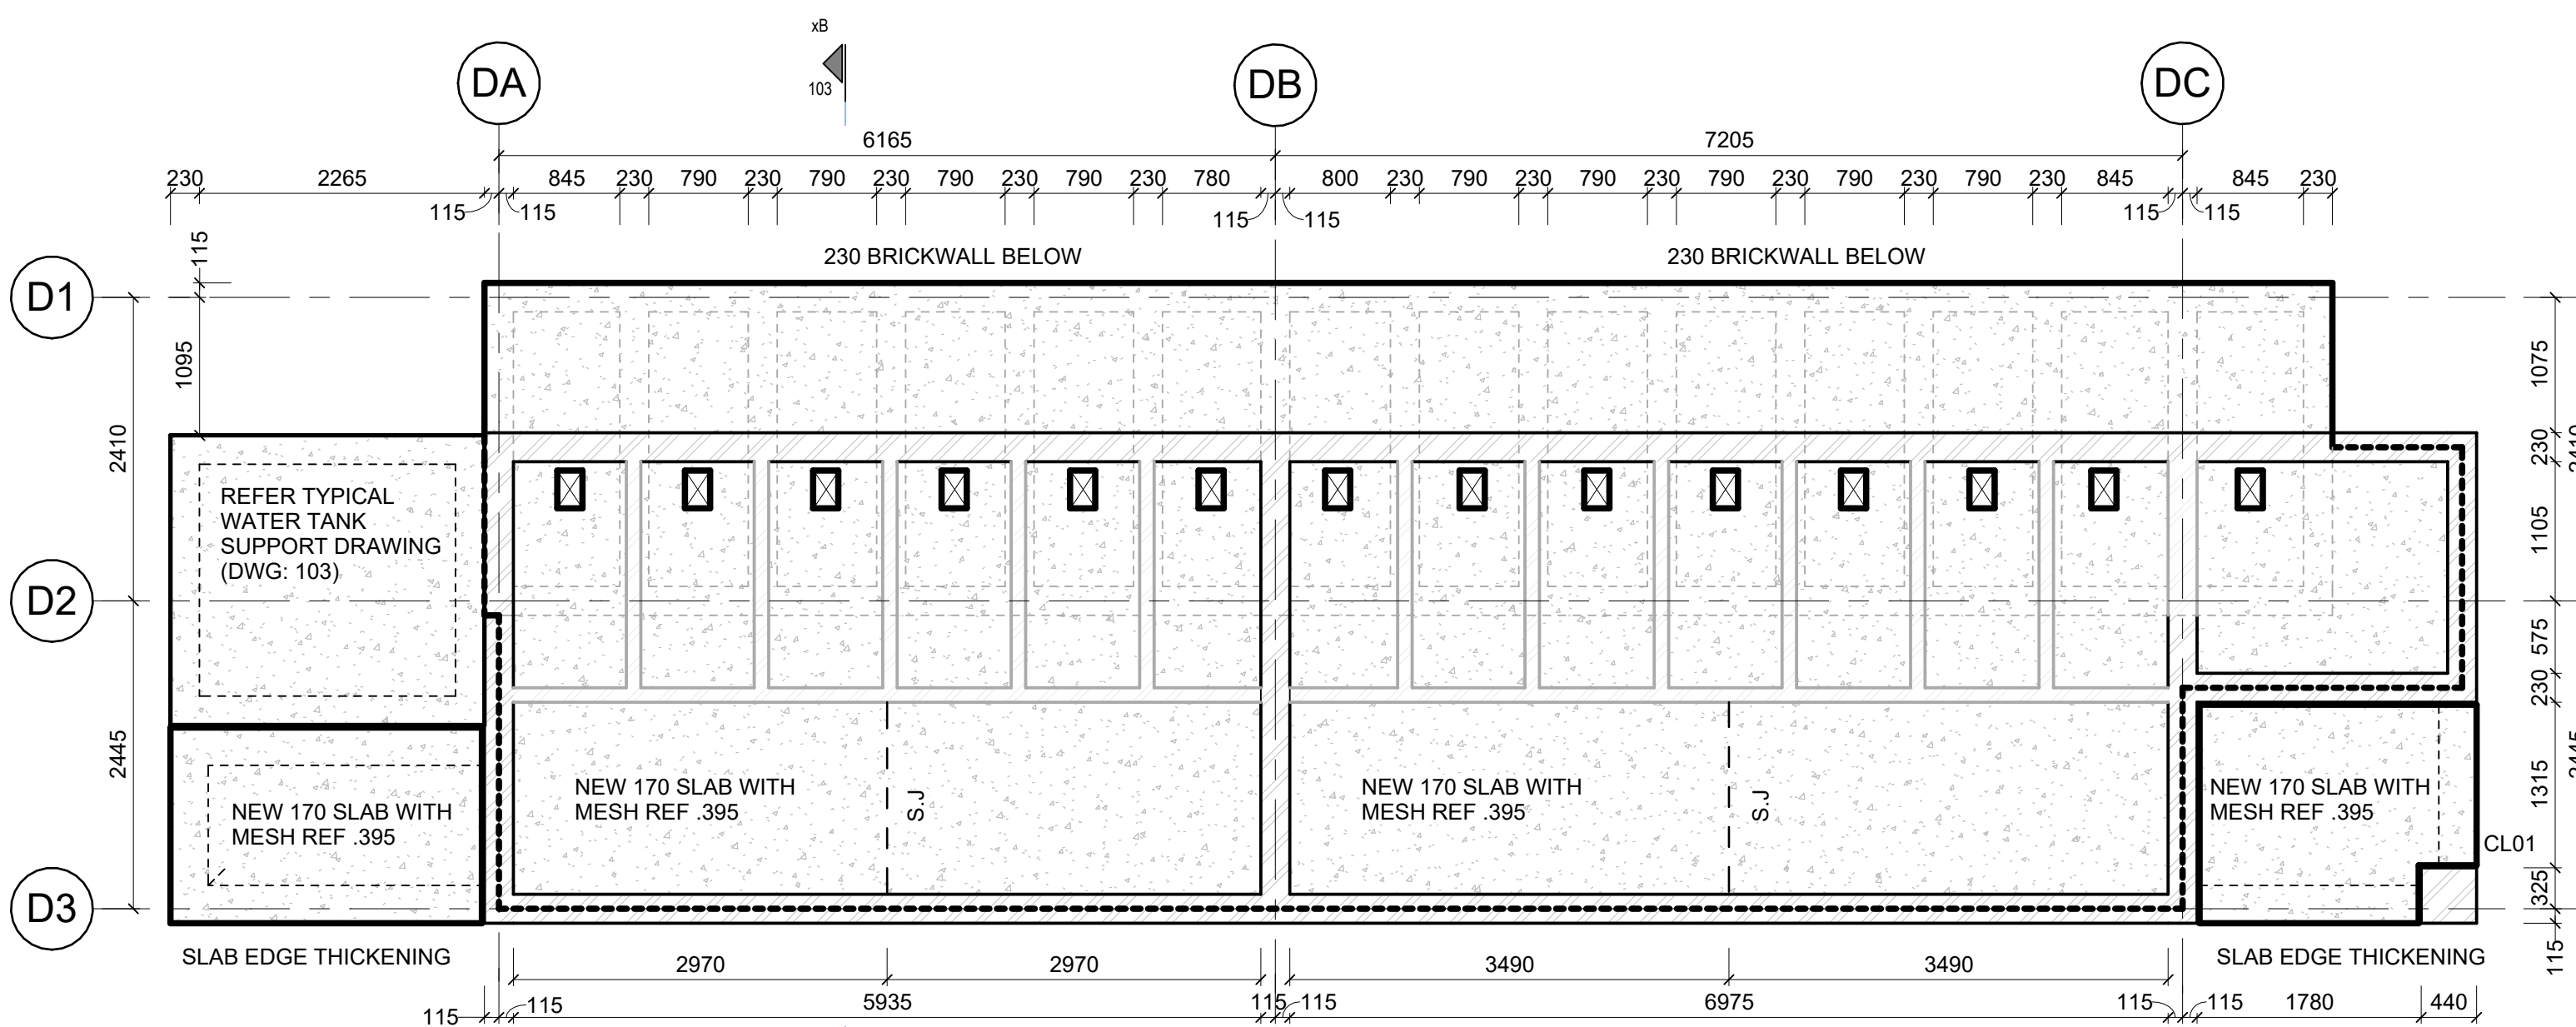 xB
103
DA
DB
DC
6165
7205
230
2265
845
230
790
230
790
230
790
230
790
230
780
800
230
790
230
790
230
790
230
790
230
790
230
845
845
230
115
115
115
115
115
115
115
230 BRICKWALL BELOW
230 BRICKWALL BELOW
D1
1095
1075
2410
230
2410
REFER TYPICAL
WATER TANK
SUPPORT DRAWING
(DWG: 103)
1105
D2
575
230
2445
2445
NEW 170 SLAB WITH
MESH REF .395
NEW 170 SLAB WITH
MESH REF .395
S.J
NEW 170 SLAB WITH
MESH REF .395
S.J
NEW 170 SLAB WITH
MESH REF .395
1315
CL01
D3
325
115
SLAB EDGE THICKENING
SLAB EDGE THICKENING
2970
2970
3490
3490
115
115
5935
115
115
6975
115
115
1780
440